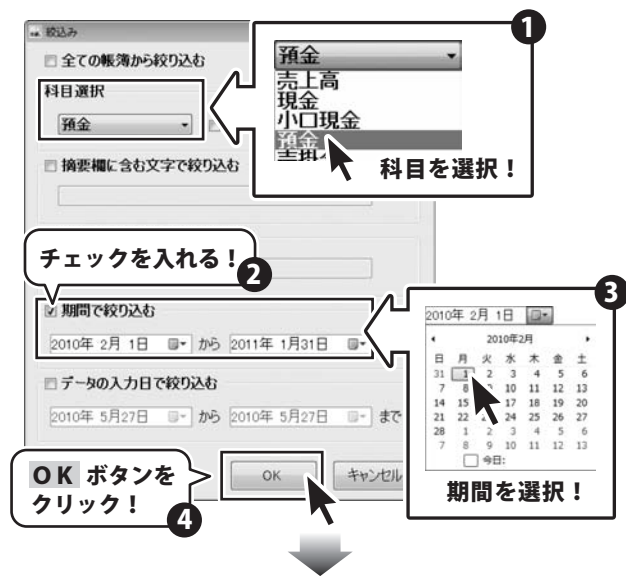 絞込み
全ての帳簿から絞り込む
科目選択
預金
摘要欄に含む文字で絞り込む
1
預金
売上高
現金
小口現金
預金
科目を選択！
チェックを入れる！
2
期間で絞り込む
2010年 2月 1日 から 2011年 1月31日
データの入力日で絞り込む
2010年 5月27日 から 2010年 5月27日 まで
3
2010年 2月 1日
2010年2月
日 月 火 水 木 金 土
31 1 2 3 4 5 6
7 8 10 11 12 13
14 15 17 18 19 20
21 22 24 25 26 27
28 1 2 3 4 5 6
7 8 9 10 11 12 13
今日:
期間を選択！
OK キャンセル
OK ボタンを
クリック！
4